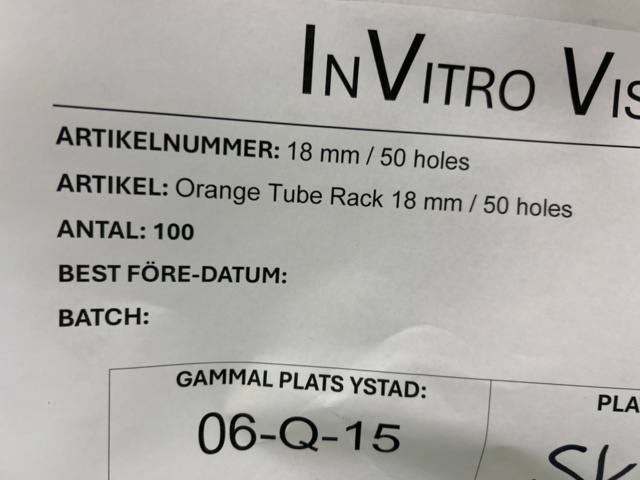 INVITRO
ARTIKELNUMMER: 18 mm / 50 holes
ARTIKEL: Orange Tube Rack 18 mm / 50 holes
ANTAL: 100
BEST FÖRE-DATUM:
BATCH:
GAMMAL PLATS YSTAD:
06-Q-15